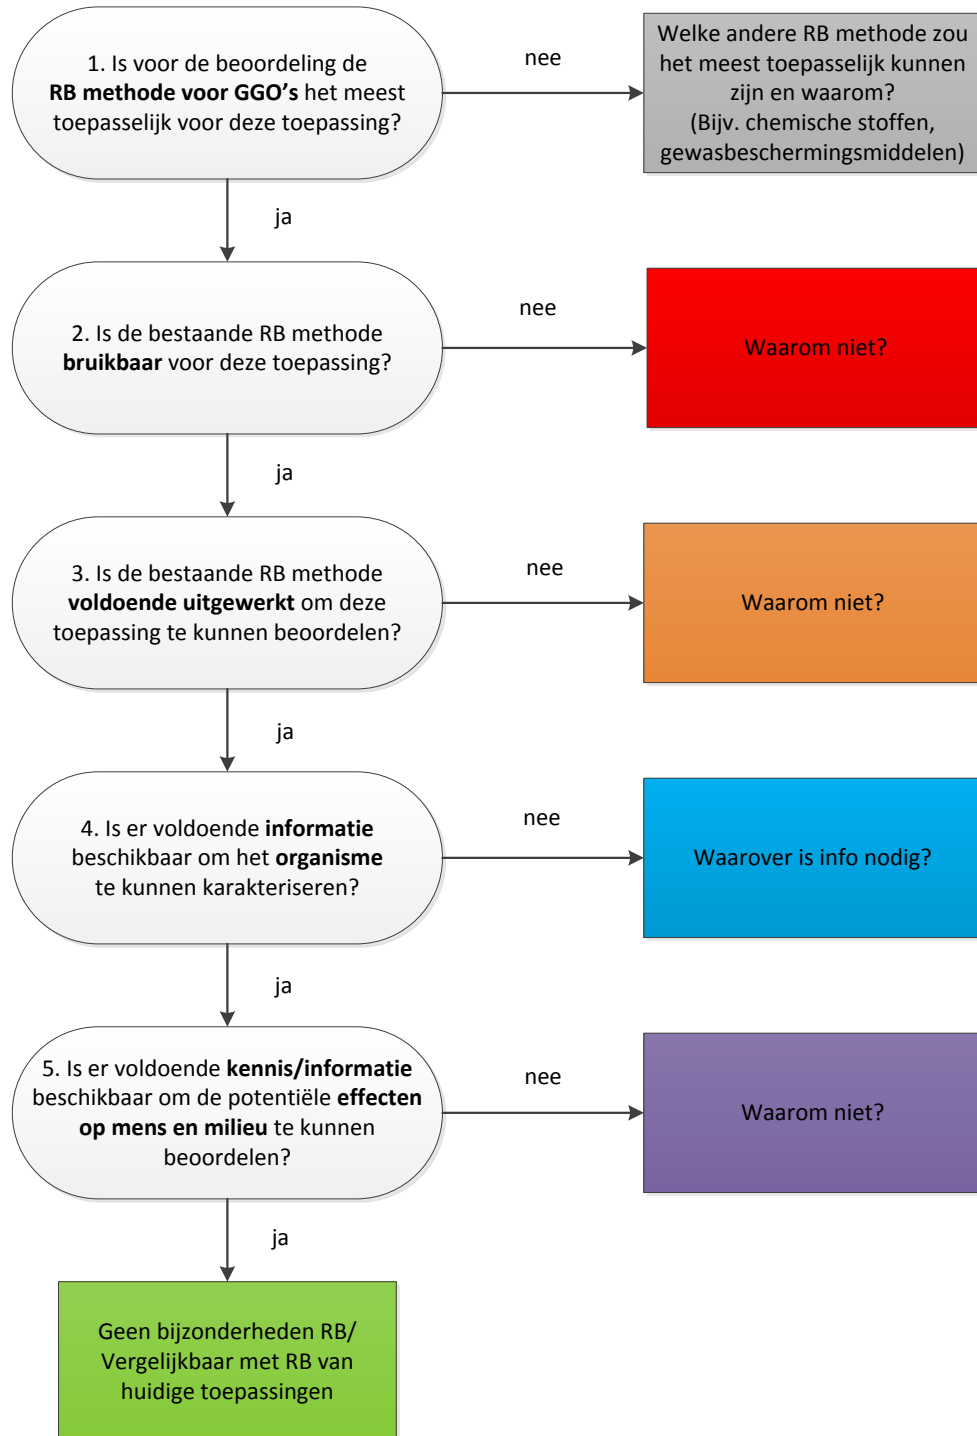 1. Is voor de beoordeling de
RB methode voor GGO's het meest
toepasselijk voor deze toepassing?
nee
Welke andere RB methode zou
het meest toepasselijk kunnen
zijn en waarom?
(Bijv. chemische stoffen,
gewasbeschermingsmiddelen)
ja
2. Is de bestaande RB methode
bruikbaar voor deze toepassing?
nee
Waarom niet?
ja
3. Is de bestaande RB methode
voldoende uitgewerkt om deze
toepassing te kunnen beoordelen?
nee
Waarom niet?
ja
4. Is er voldoende informatie
beschikbaar om het organisme
te kunnen karakteriseren?
nee
Waarover is info nodig?
ja
5. Is er voldoende kennis/informatie
beschikbaar om de potentiële effecten
op mens en milieu te kunnen
beoordelen?
nee
Waarom niet?
ja
Geen bijzonderheden RB/
Vergelijkbaar met RB van
huidige toepassingen